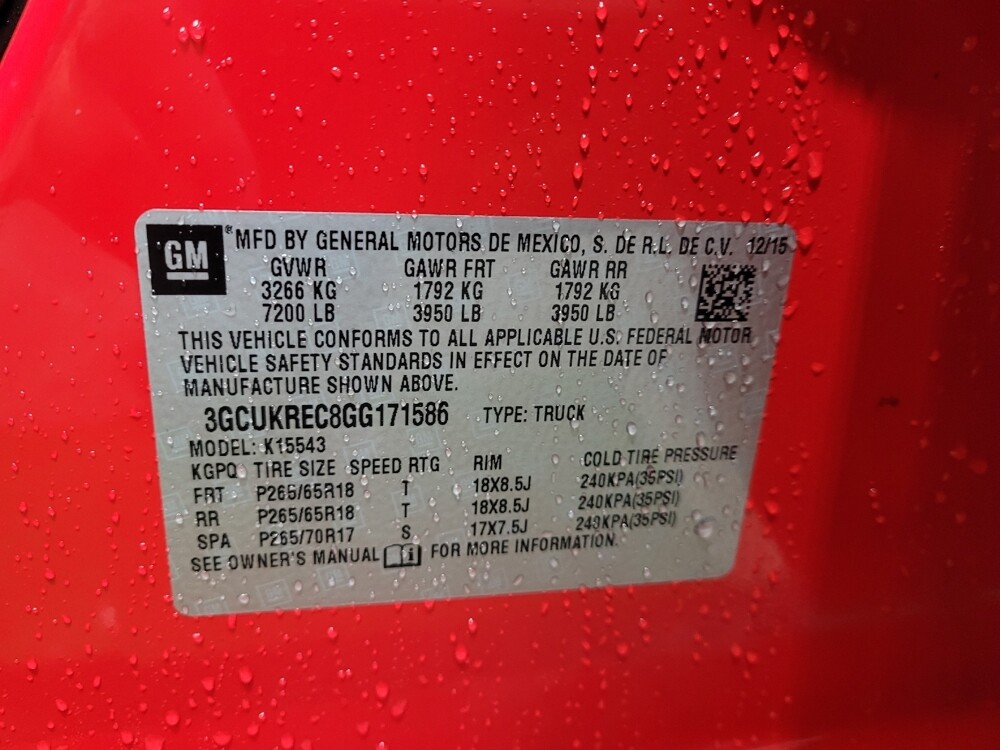 GM ® MFD BY GENERAL MOTORS DE MEXICO, S. DE R.L. DE C.V. 12/15
GVWR GAWR FRT GAWR RR
3266 KG 1792 KG 1792 KG
7200 LB 3950 LB 3950 LB
THIS VEHICLE CONFORMS TO ALL APPLICABLE U.S. FEDERAL MOTOR
VEHICLE SAFETY STANDARDS IN EFFECT ON THE DATE OF
MANUFACTURE SHOWN ABOVE.
3GCUKREC8GG171586 TYPE: TRUCK
MODEL: K15543
KGPQ TIRE SIZE SPEED RTG RIM COLD TIRE PRESSURE
FRT P265/65R18 T 18X8.5J 240KPA(35PSI)
RR P265/65R18 T 18X8.5J 240KPA(35PSI)
SPA P265/70R17 S 17X7.5J 240KPA(35PSI)
SEE OWNER'S MANUAL i FOR MORE INFORMATION.